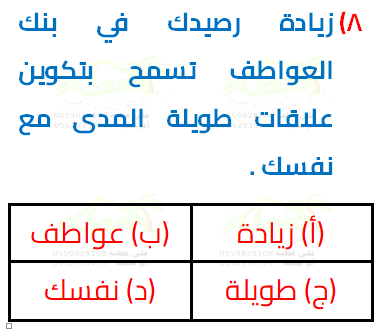 ٨) زيادة رصيدك في بنك
العواطف تسمح بتكوين
علاقات طويلة المدى مع
نفسك .
(أ) زيادة (ب) عواطف
(ج) طويلة (د) نفسك